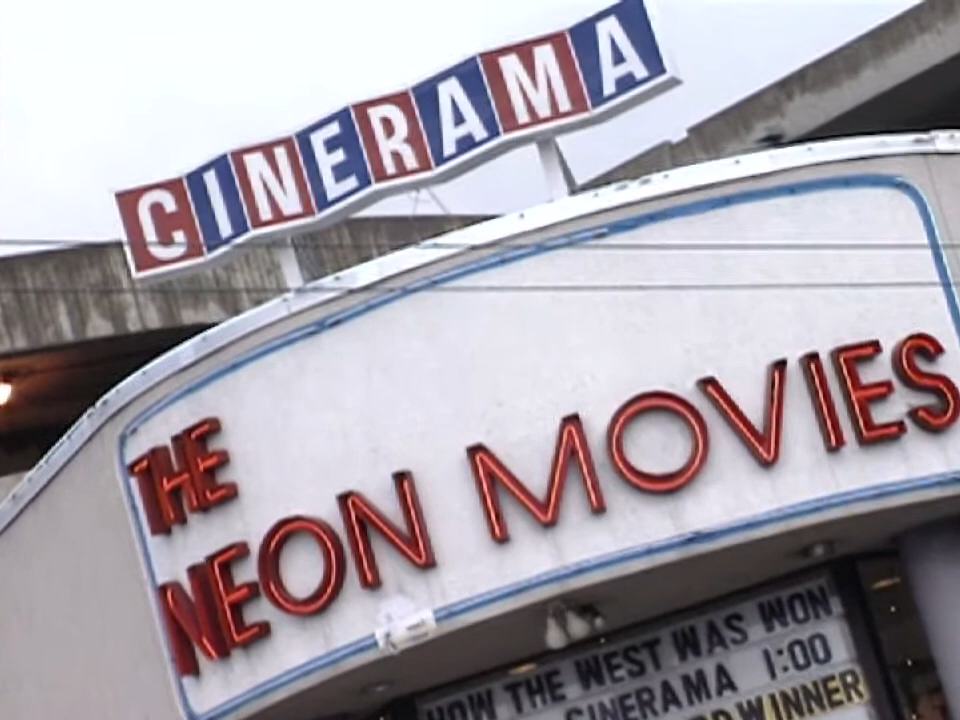 CINERAMA
THE
NEON MOVIES
HOW THE WEST WAS WON
CINERAMA 1:00
WINNER